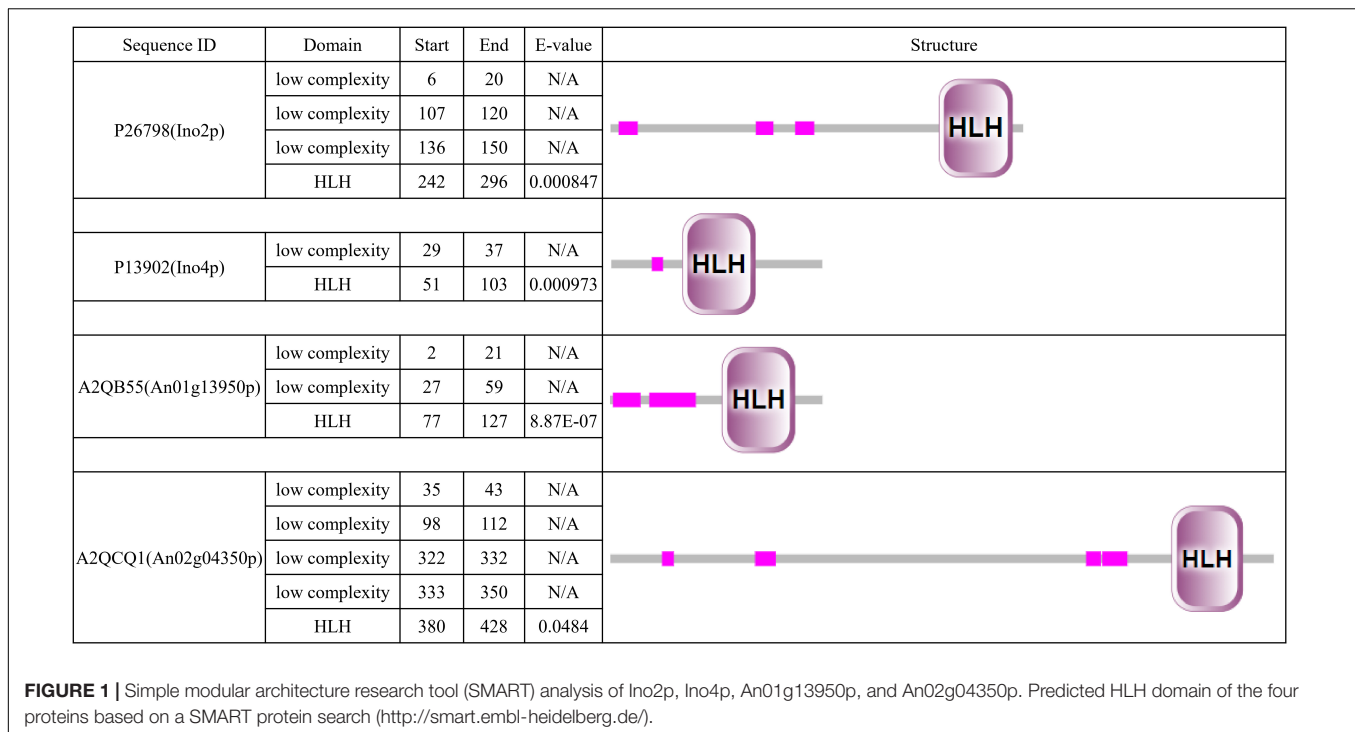 Sequence ID Domain Start End E-value Structure
P26798(Ino2p)
low complexity 6 20 N/A
low complexity 107 120 N/A
low complexity 136 150 N/A
HLH 242 296 0.000847
HLH
P13902(Ino4p)
low complexity 29 37 N/A
HLH 51 103 0.000973
HLH
A2QB55(An01g13950p)
low complexity 2 21 N/A
low complexity 27 59 N/A
HLH 77 127 8.87E-07
HLH
A2QCQ1(An02g04350p)
low complexity 35 43 N/A
low complexity 98 112 N/A
low complexity 322 332 N/A
low complexity 333 350 N/A
HLH 380 428 0.0484
HLH
FIGURE 1 | Simple modular architecture research tool (SMART) analysis of Ino2p, Ino4p, An01g13950p, and An02g04350p. Predicted HLH domain of the four
proteins based on a SMART protein search (http://smart.embl-heidelberg.de/).